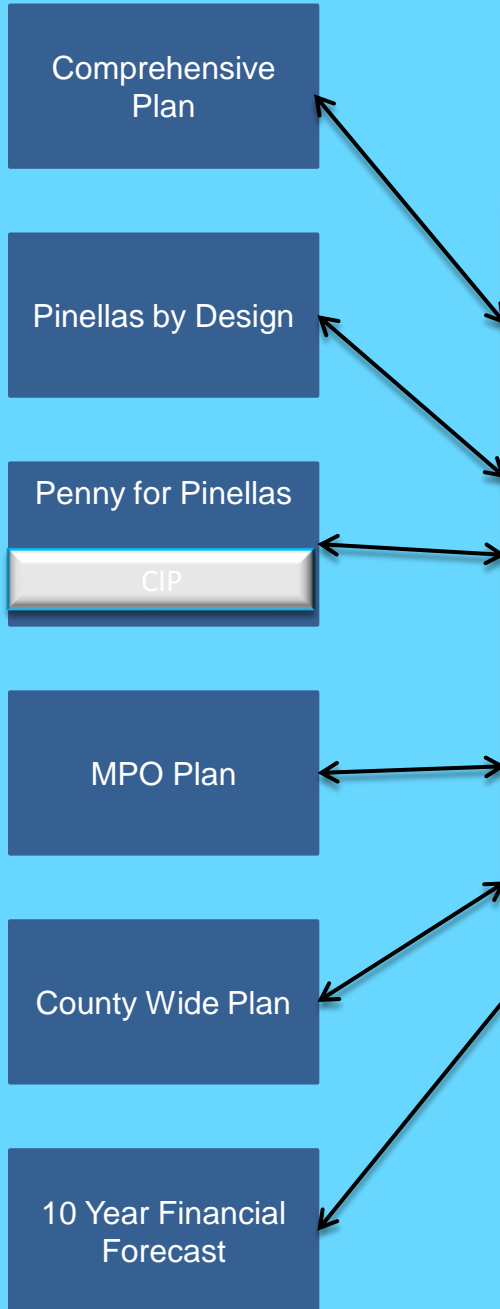 Comprehensive
Plan
Pinellas by Design
Penny for Pinellas
CIP
MPO Plan
County Wide Plan
10 Year Financial
Forecast